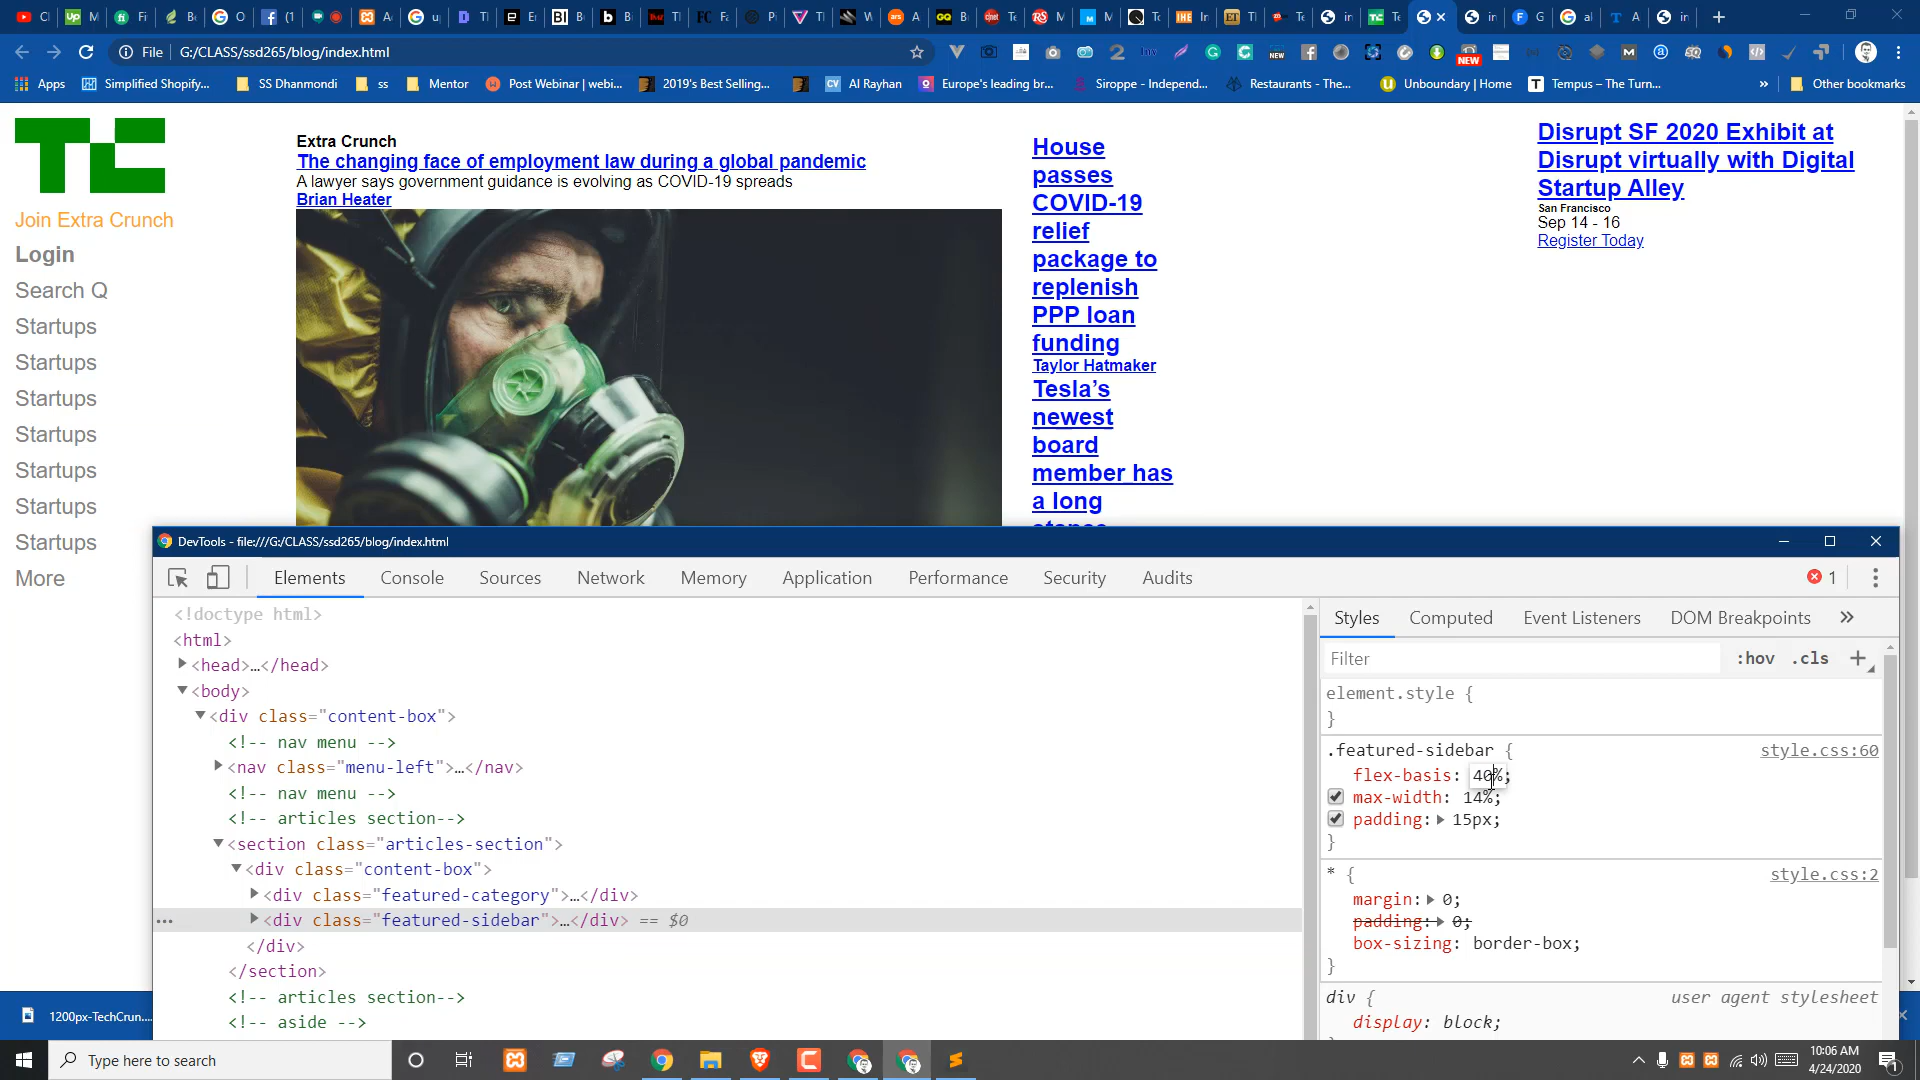 File
G:/CLASS/ssd265/blog/index.html
NEW
Apps
Simplified Shopify...
SS Dhanmondi
ss
Mentor
Post Webinar | webi...
2019's Best Selling...
Al Rayhan
Europe's leading br...
Siroppe - Independ...
Restaurants - The...
Unboundary | Home
Tempus – The Turn...
»
Other bookmarks
TC
Join Extra Crunch
Login
Search Q
Startups
Startups
Startups
Startups
Startups
Startups
Startups
More
Extra Crunch
The changing face of employment law during a global pandemic
A lawyer says government guidance is evolving as COVID-19 spreads
Brian Heater
House
passes
COVID-19
relief
package to
replenish
PPP loan
funding
Taylor Hatmaker
Tesla's
newest
board
member has
a long
stance
Disrupt SF 2020 Exhibit at
Disrupt virtually with Digital
Startup Alley
San Francisco
Sep 14 - 16
Register Today
DevTools - file:///G:/CLASS/ssd265/blog/index.html
Elements
Console
Sources
Network
Memory
Application
Performance
Security
Audits
1
<!doctype html>
<html>
<head>…</head>
<body>
<div class="content-box">
<!-- nav menu -->
<nav class="menu-left">…</nav>
<!-- nav menu -->
<!-- articles section-->
<section class="articles-section">
<div class="content-box">
<div class="featured-category">…</div>
<div class="featured-sidebar">…</div> == $0
</div>
</section>
<!-- articles section-->
<!-- aside -->
Styles
Computed
Event Listeners
DOM Breakpoints
»
Filter
:hov
.cls
+
element.style {
}
.featured-sidebar {
style.css:60
flex-basis: 40%;
max-width: 14%;
padding: 15px;
}
* {
style.css:2
margin: 0;
padding: 0;
box-sizing: border-box;
}
div {
user agent stylesheet
display: block;
1200px-TechCrun...
Type here to search
10:06 AM
4/24/2020
1